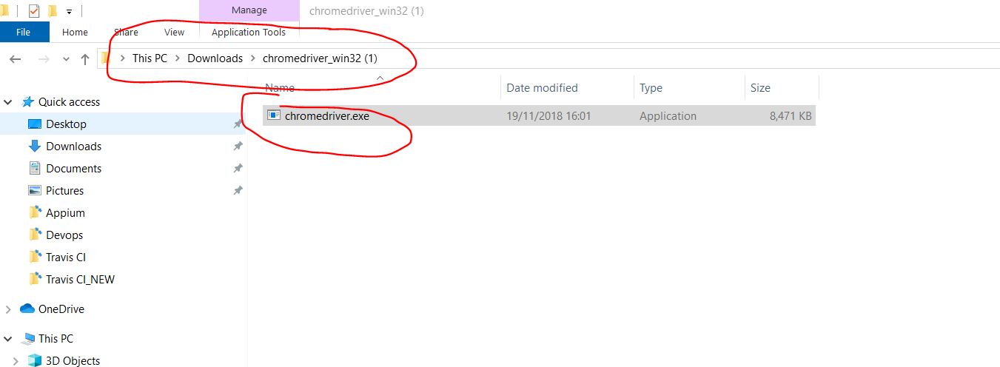 Manage chromedriver_win32 (1)
File Home Share View Application Tools
This PC Downloads chromedriver_win32 (1)
Name Date modified Type Size
chromedriver.exe 19/11/2018 16:01 Application 8,471 KB
Quick access
Desktop
Downloads
Documents
Pictures
Appium
Devops
Travis CI
Travis CI_NEW
OneDrive
This PC
3D Objects